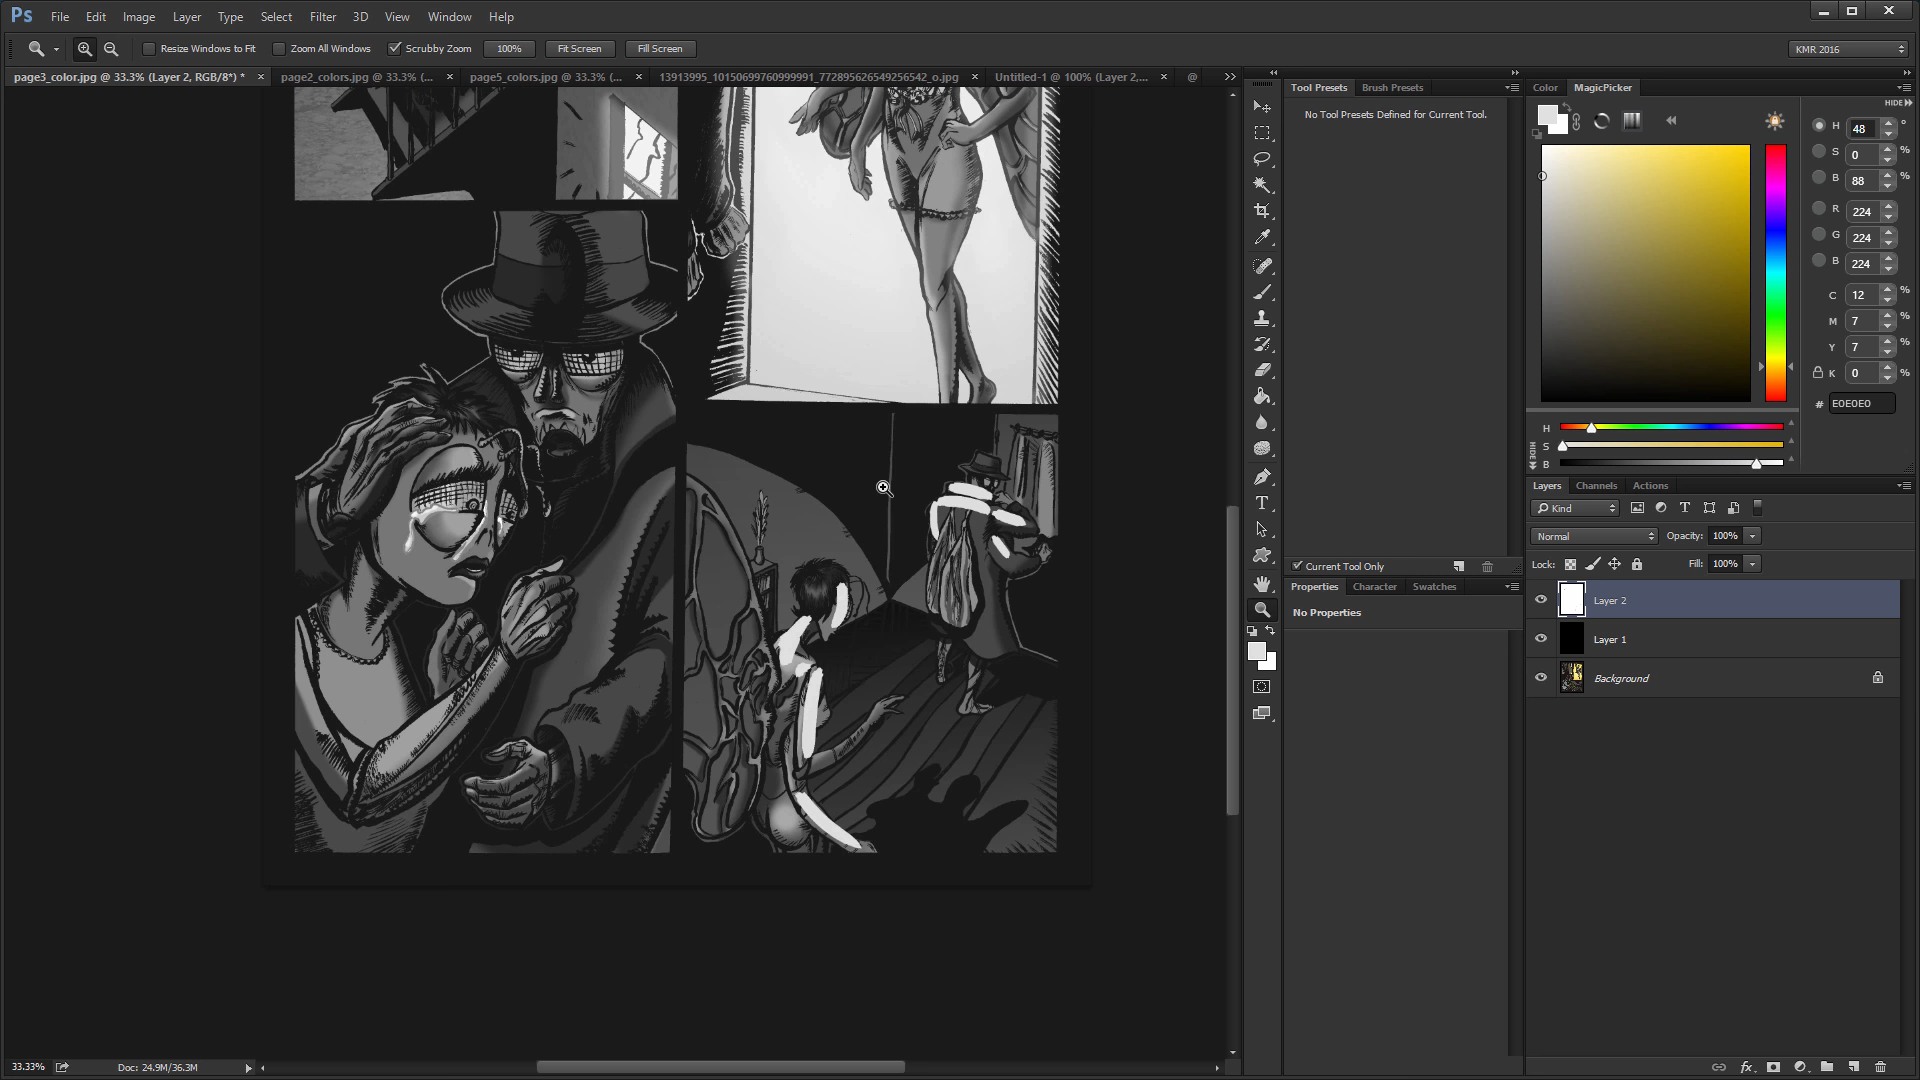 Ps File Edit Image Layer Type Select Filter 3D View Window Help
Resize Windows to Fit Zoom All Windows Scrubby Zoom 100% Fit Screen Fill Screen KMR 2016
page3_color.jpg @ 33.3% (Layer 2, RGB/8*) * × page2_colors.jpg @ 33.3% (... × page5_colors.jpg @ 33.3% (... × 13913995_10150699760999991_772895626549256542_o.jpg × Untitled-1 @ 100% (Layer 2,... × @
Tool Presets Brush Presets
No Tool Presets Defined for Current Tool.
Current Tool Only
Properties Character Swatches
No Properties
Color MagicPicker
HIDE
H 48 °
S 0 %
B 88 %
R 224
G 224
B 224
C 12 %
M 7 %
Y 7 %
K 0 %
# E0E0E0
HIDE
H
S
B
Layers Channels Actions
Kind
Normal Opacity: 100%
Lock: Fill: 100%
Layer 2
Layer 1
Background
fx
33.33% Doc: 24.9M/36.3M